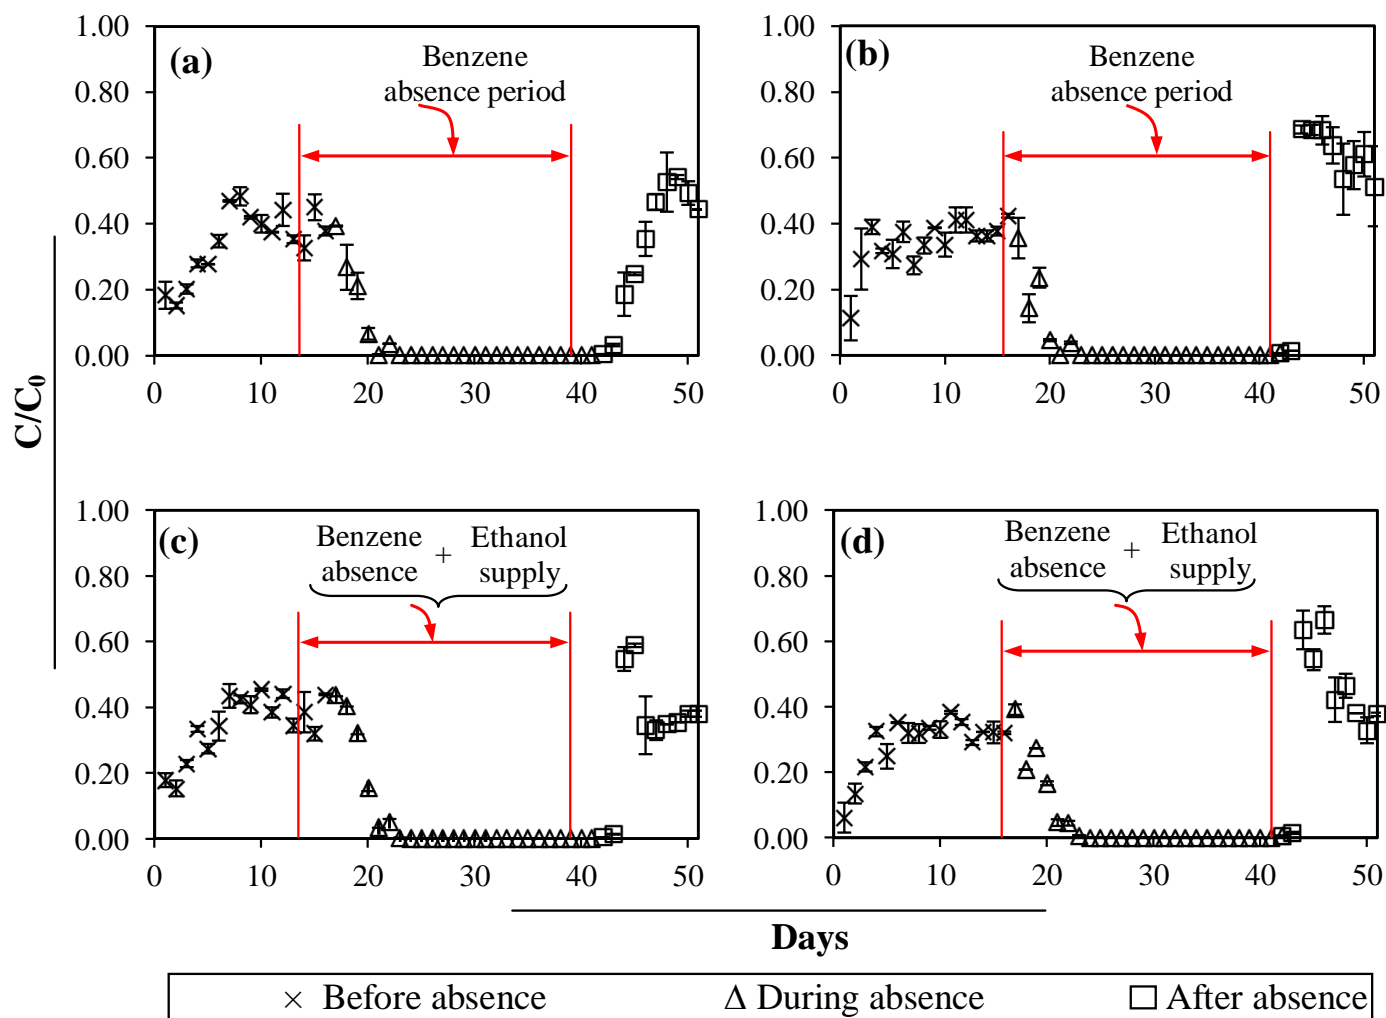 (a)
Benzene
absence period
1.00
0.80
0.60
0.40
0.20
0.00
0 10 20 30 40 50
(b)
Benzene
absence period
1.00
0.80
0.60
0.40
0.20
0.00
0 10 20 30 40 50
C/C₀
(c)
Benzene + Ethanol
absence supply
1.00
0.80
0.60
0.40
0.20
0.00
0 10 20 30 40 50
(d)
Benzene + Ethanol
absence supply
1.00
0.80
0.60
0.40
0.20
0.00
0 10 20 30 40 50
Days
Before absence During absence After absence